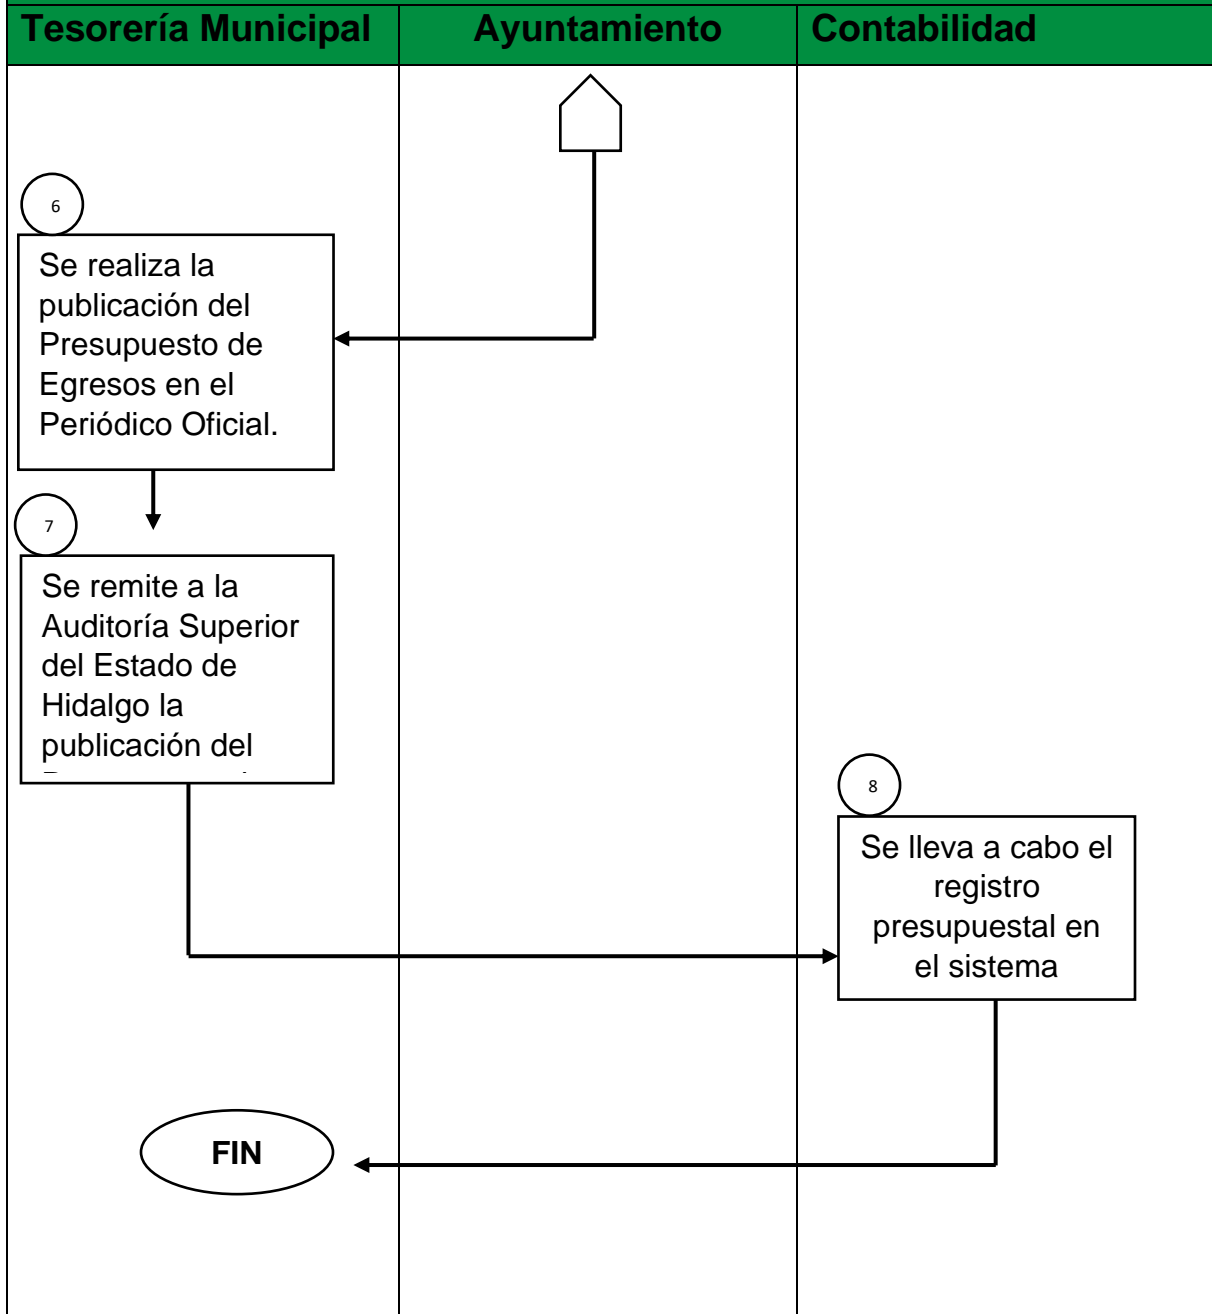 Tesorería Municipal
Ayuntamiento
Contabilidad
6
Se realiza la
publicación del
Presupuesto de
Egresos en el
Periódico Oficial.
7
Se remite a la
Auditoría Superior
del Estado de
Hidalgo la
publicación del
8
Se lleva a cabo el
registro
presupuestal en
el sistema
FIN